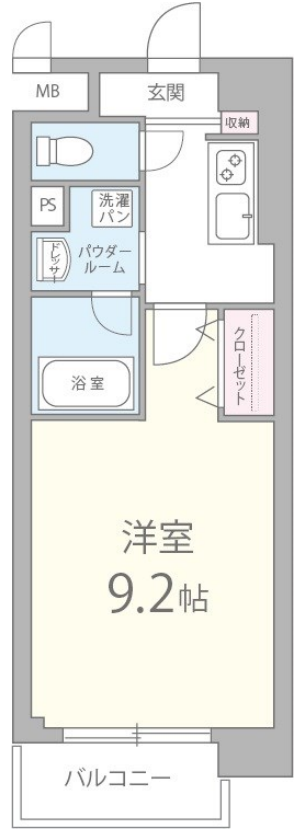 MB
玄関
収納
PS
洗濯
パン
パウダー
ルーム
ドレッサー
クローゼット
浴室
洋室
9.2帖
バルコニー